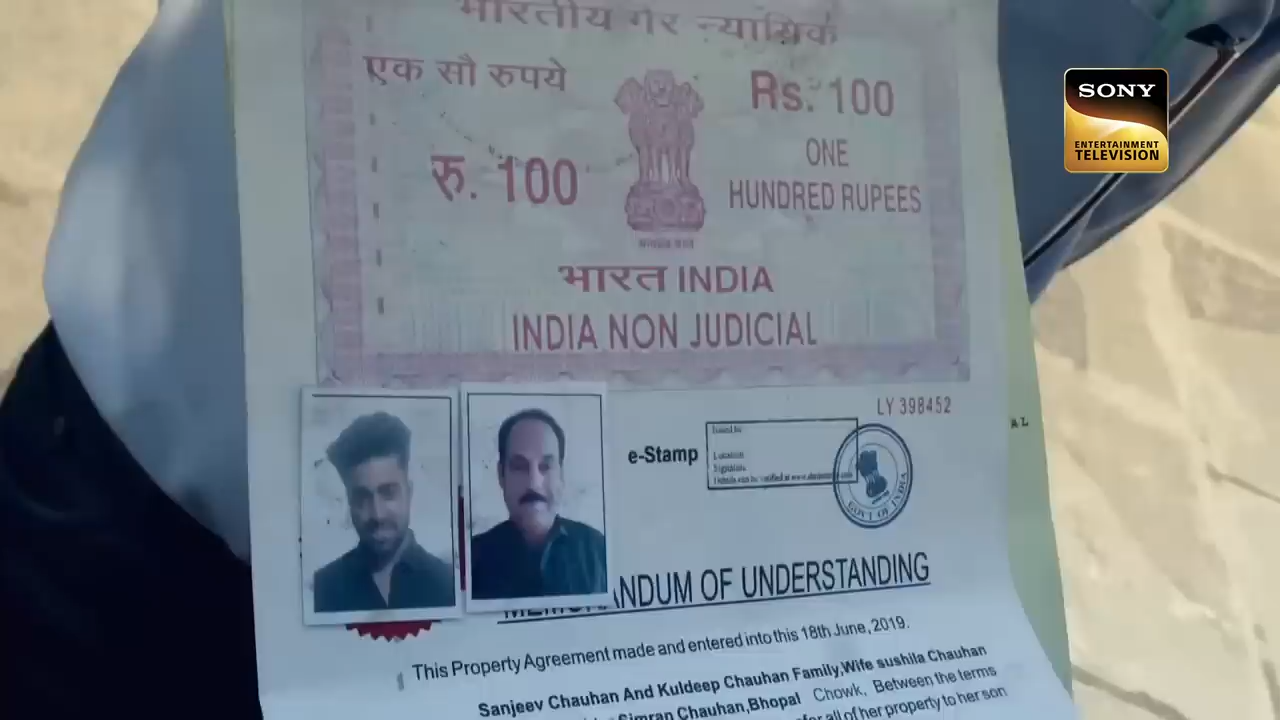 भारतीय गैर न्यायिक
एक सौ रुपये
Rs. 100
रु. 100
ONE
HUNDRED RUPEES
भारत INDIA
INDIA NON JUDICIAL
SONY
ENTERTAINMENT
TELEVISION
LY 398452
e-Stamp
Location
GOVT OF INDIA
ANDUM OF UNDERSTANDING
This Property Agreement made and entered into this 18th June, 2019.
Sanjeev Chauhan And Kuldeep Chauhan Family,Wife sushila Chauhan
Simran Chauhan,Bhopal Chowk, Between the terms
all of her property to her son